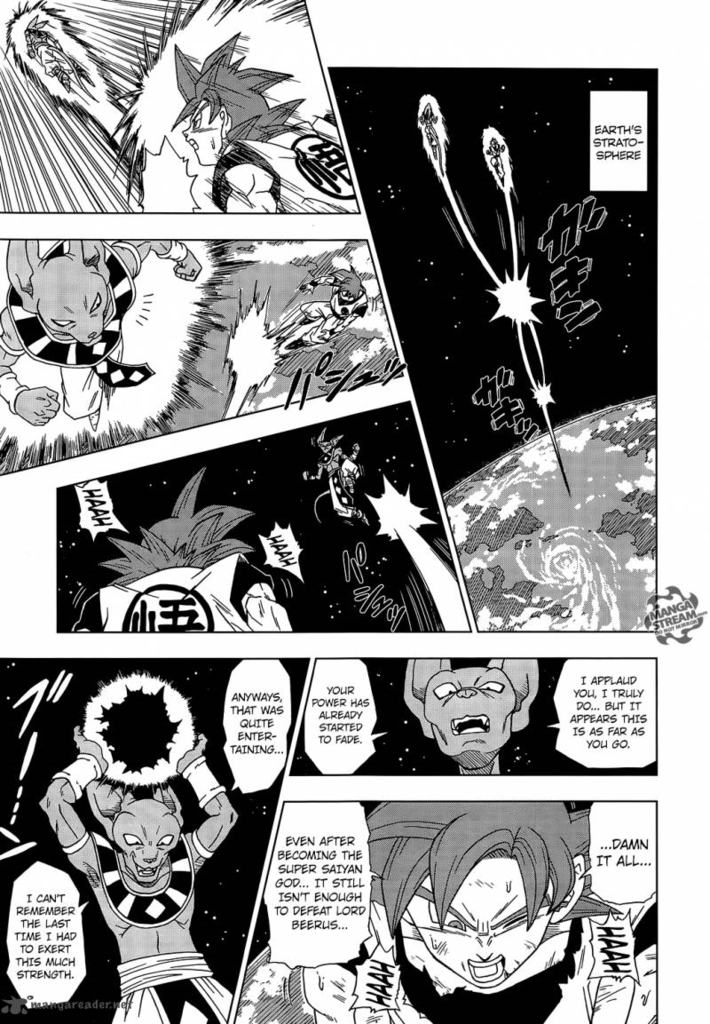 EARTH'S
STRATO-
SPHERE
ガキン
ガキッ
パシュッ
HAAH
HAAH
パシュッ
悟
MANGA
STREAM
I APPLAUD
YOU, I TRULY
DO... BUT IT
APPEARS THIS
IS AS FAR AS
YOU GO.
YOUR
POWER HAS
ALREADY
STARTED
TO FADE.
ANYWAYS,
THAT WAS
QUITE
ENTER-
TAINING...
I CAN'T
REMEMBER
THE LAST
TIME I HAD
TO EXERT
THIS MUCH
STRENGTH.
...DAMN
IT ALL...
EVEN AFTER
BECOMING THE
SUPER SAIYAN
GOD... IT STILL
ISN'T ENOUGH
TO DEFEAT LORD
BEERUS...
HAAH
HAAH
mangareader.net